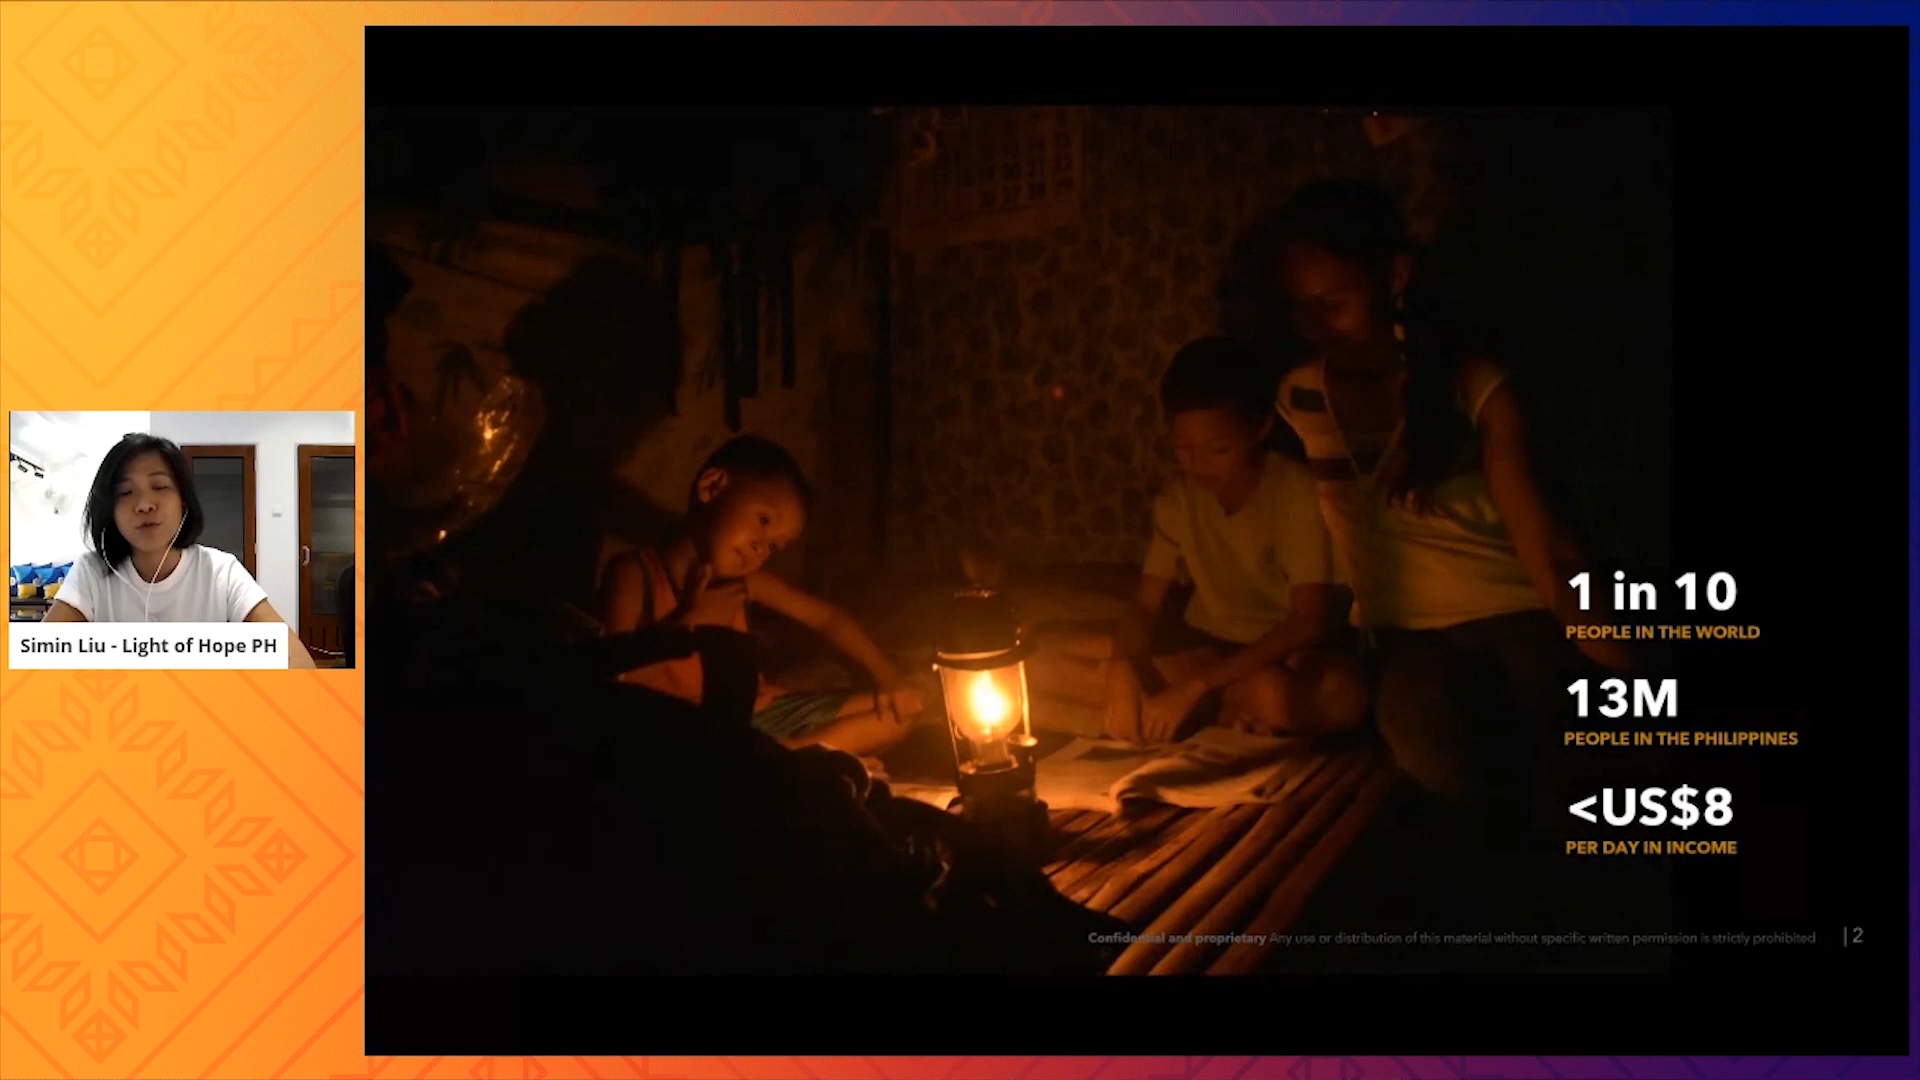 Simin Liu - Light of Hope PH
1 in 10
PEOPLE IN THE WORLD
13M
PEOPLE IN THE PHILIPPINES
<US$8
PER DAY IN INCOME
Confidential and proprietary Any use or distribution of this material without specific written permission is strictly prohibited
| 2